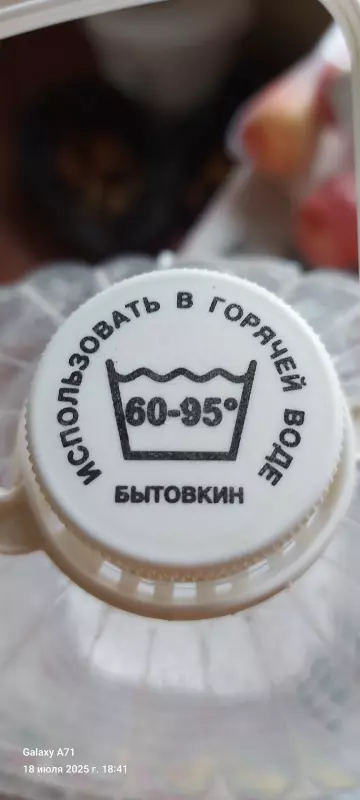 ИСПОЛЬЗОВАТЬ В ГОРЯЧЕЙ ВОДЕ
60-95°
БЫТОВКИН
Galaxy A71
18 июля 2025 г. 18:41